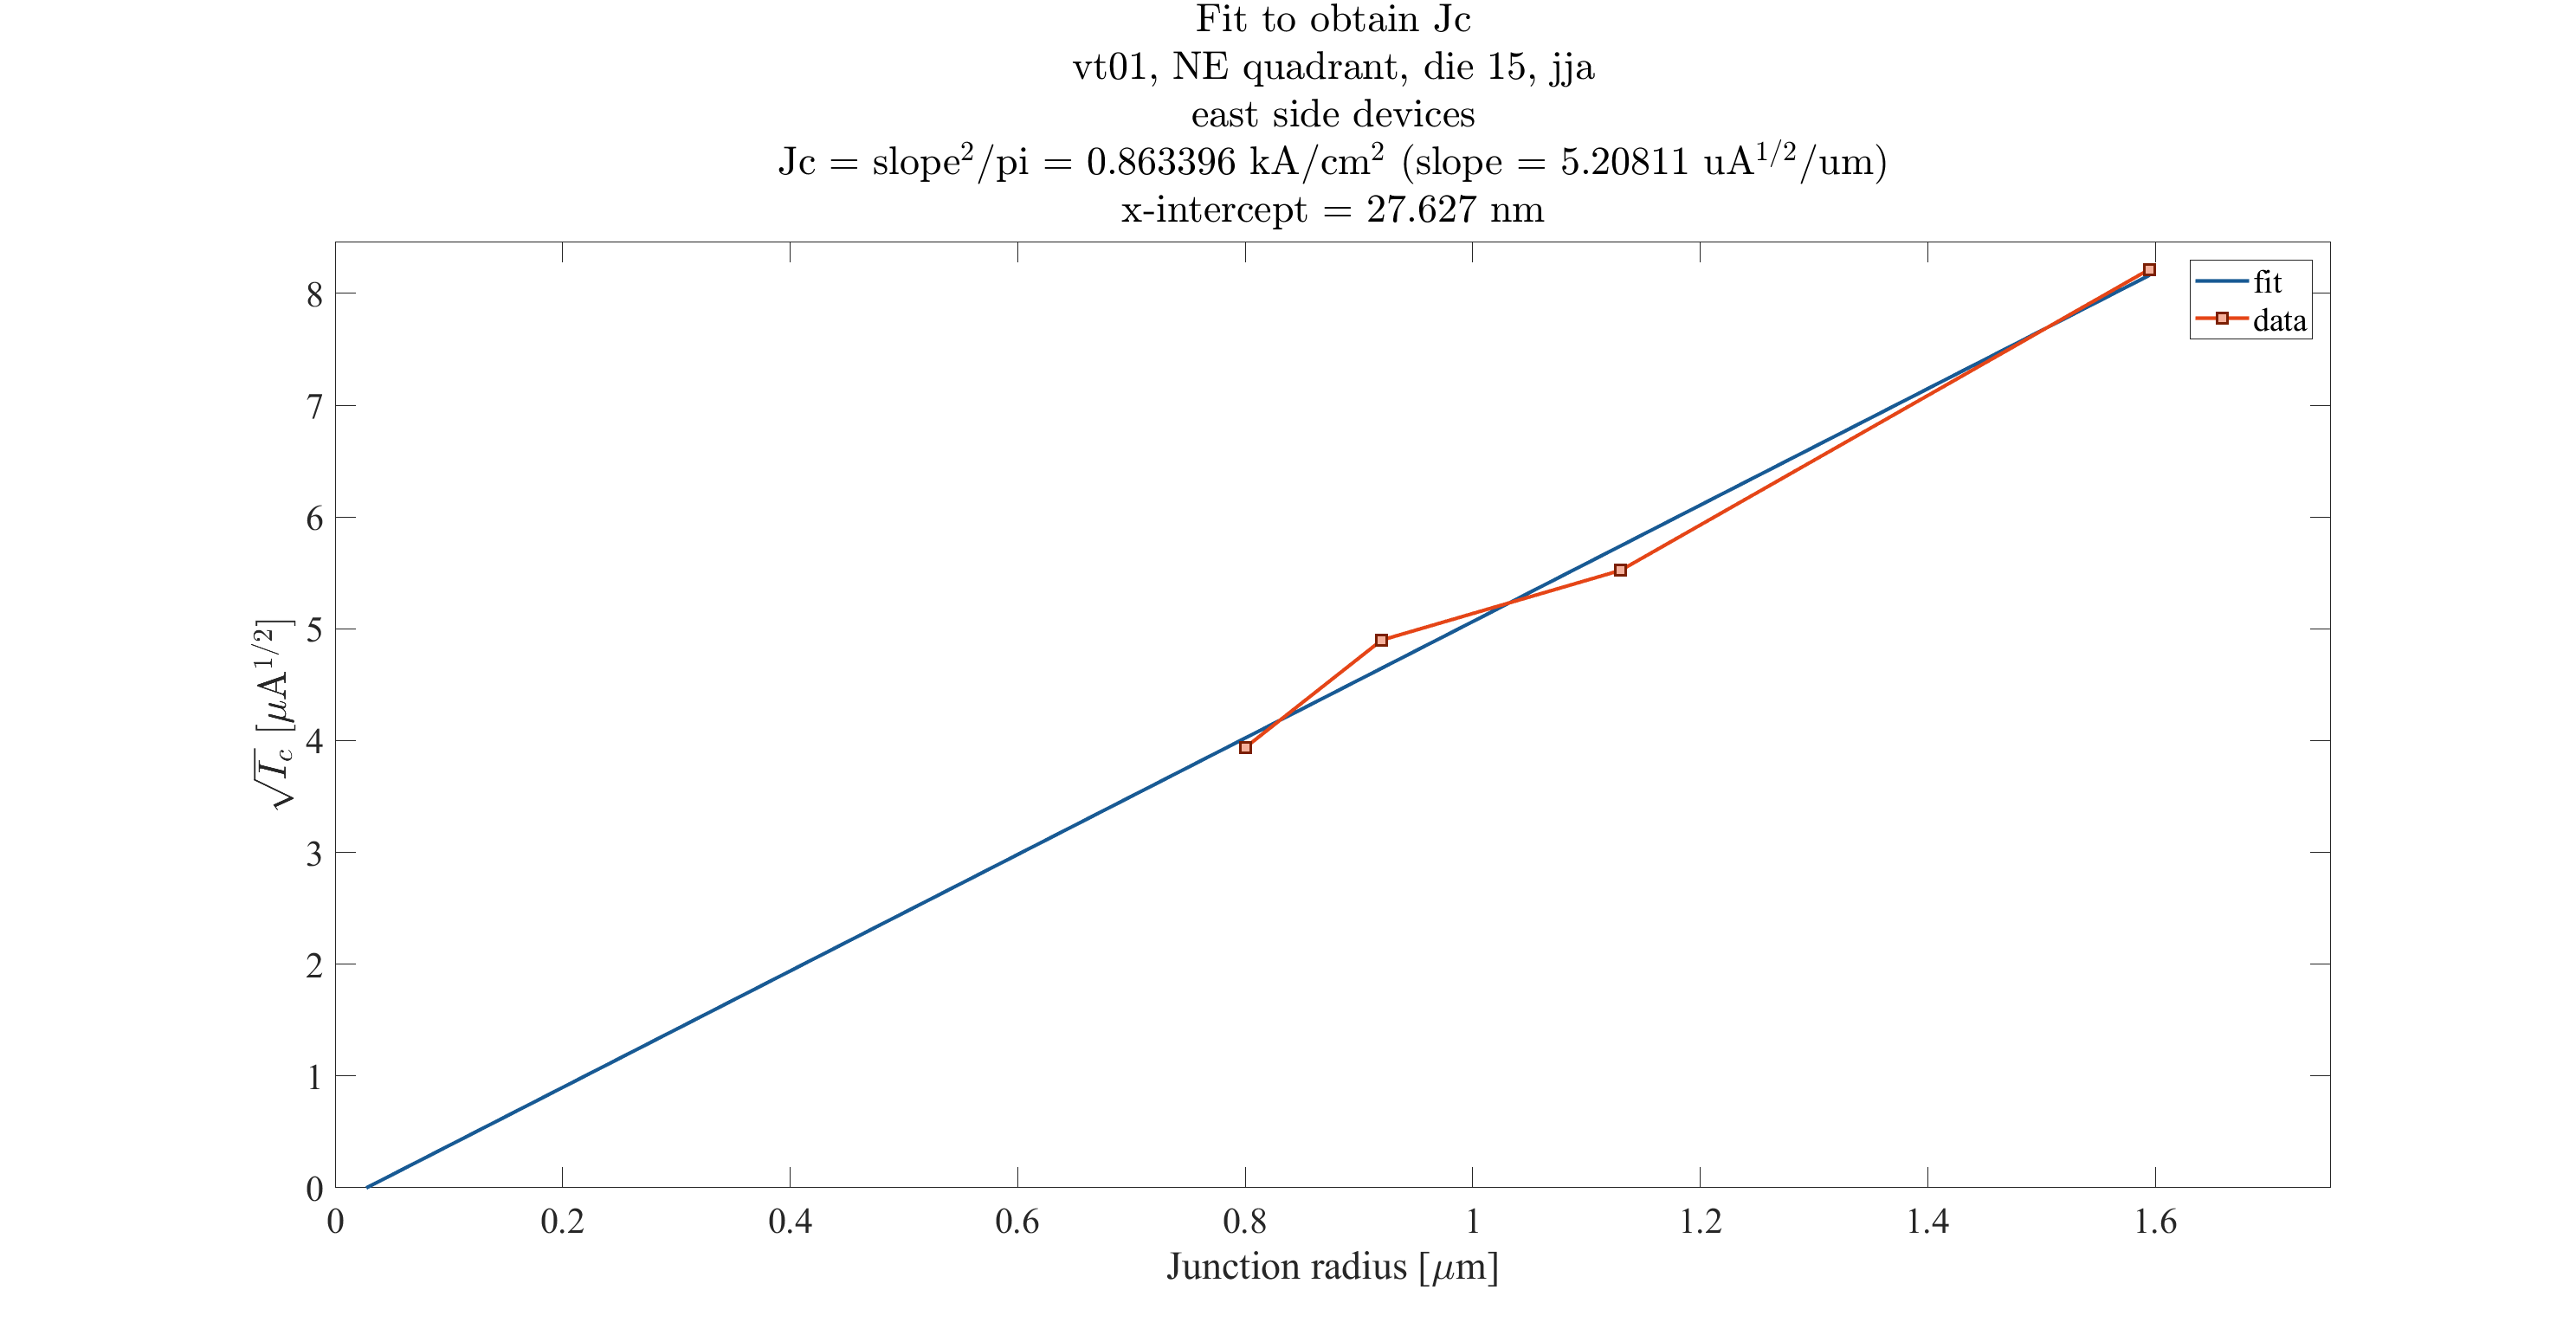 Fit to obtain Jc
vt01, NE quadrant, die 15, jja
east side devices
Jc = slope²/pi = 0.863396 kA/cm² (slope = 5.20811 uA^{1/2}/um)
x-intercept = 27.627 nm
fit
data
8
7
6
5
4
3
2
1
0
√I_c [μA^{1/2}]
0 0.2 0.4 0.6 0.8 1 1.2 1.4 1.6
Junction radius [μm]